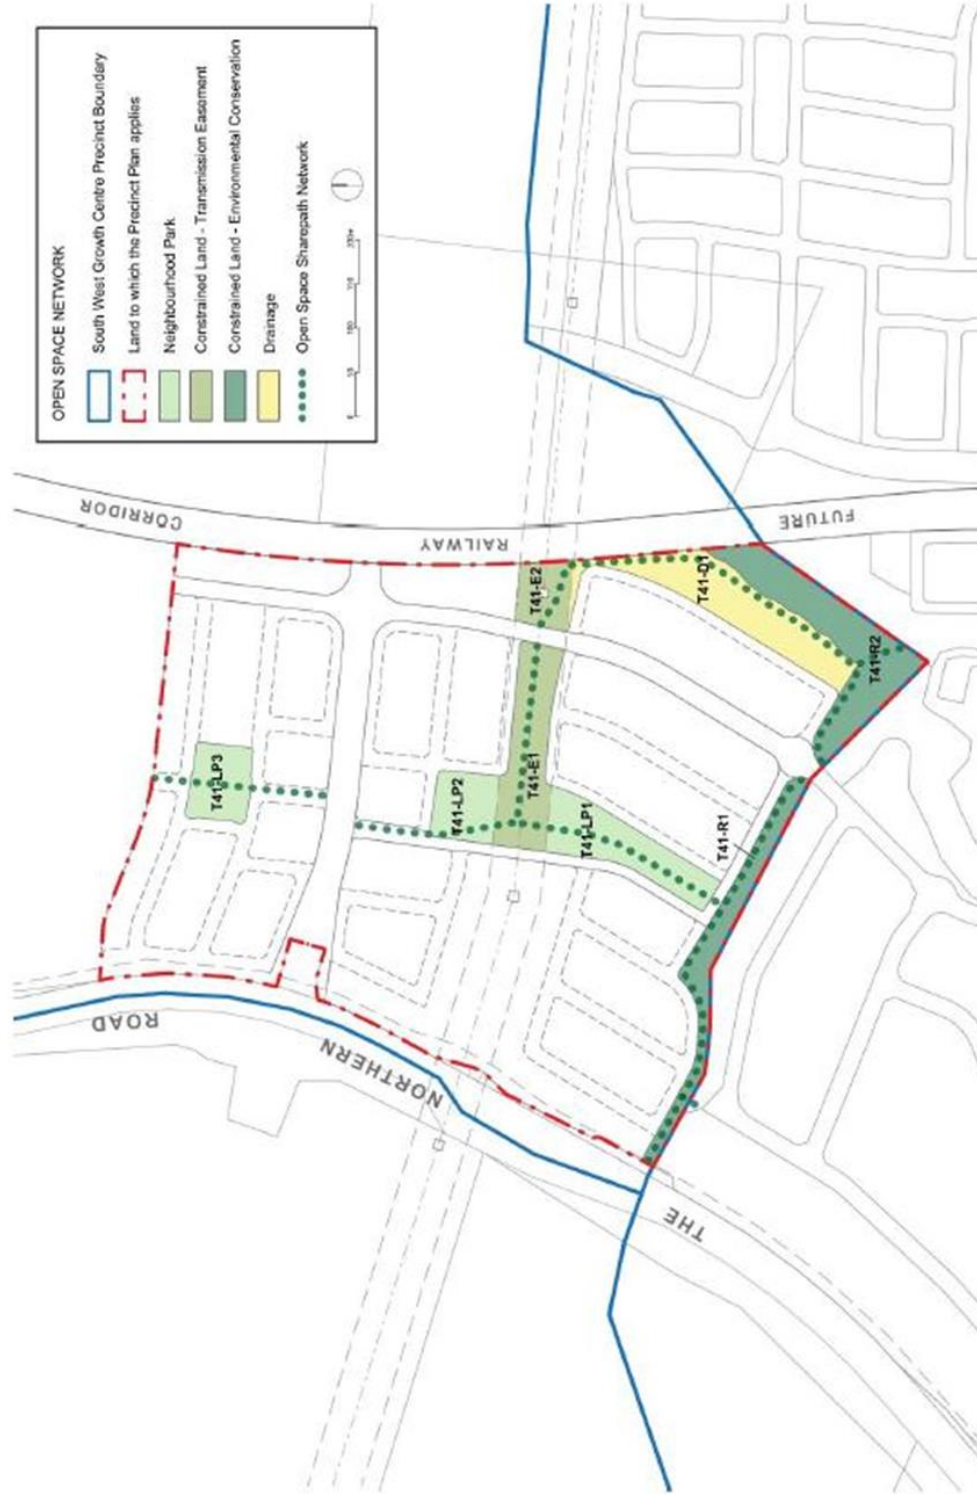 OPEN SPACE NETWORK
South West Growth Centre Precinct Boundary
Land to which the Precinct Plan applies
Neighbourhood Park
Constrained Land - Transmission Easement
Constrained Land - Environmental Conservation
Drainage
Open Space Sharepath Network
THE
NORTHERN
ROAD
FUTURE
RAILWAY
CORRIDOR
T41-LP3
T41-LP2
T41-LP1
T41-E1
T41-E2
T41-D1
T41-R1
T41-R2